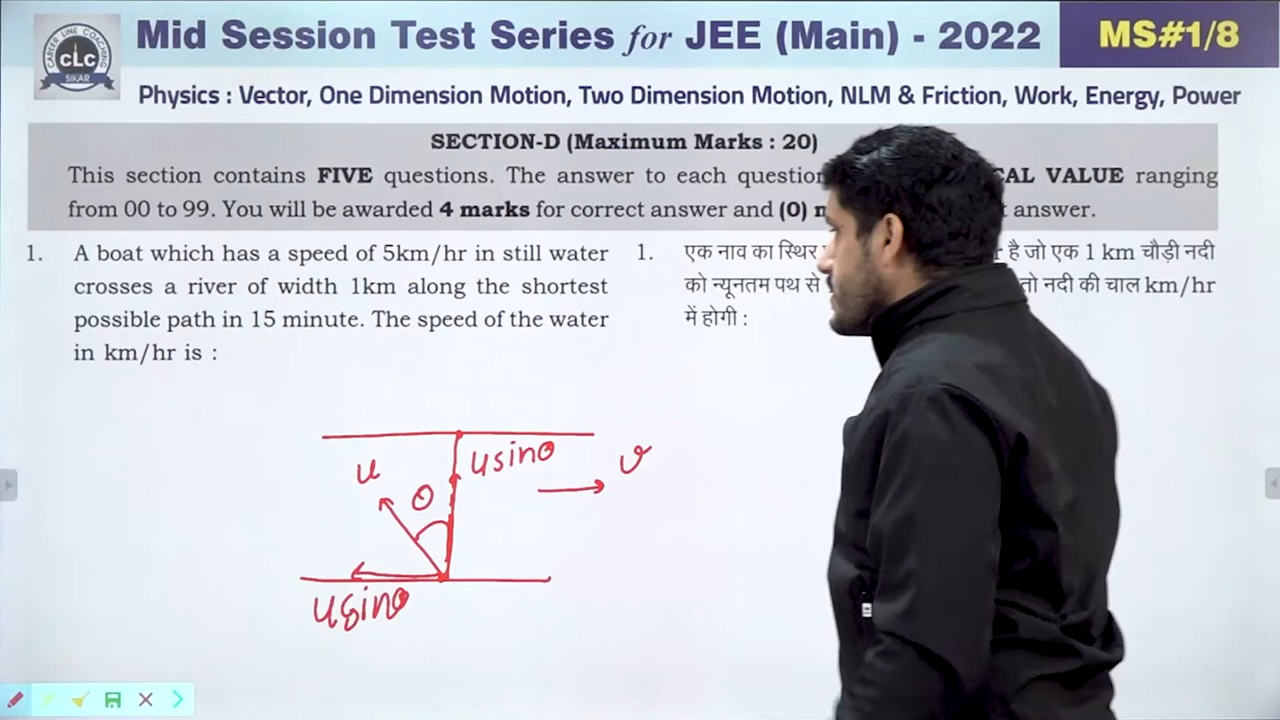 Mid Session Test Series for JEE (Main) - 2022
MS#1/8
CAREER LINE COACHING
CLC
SIKAR
Physics : Vector, One Dimension Motion, Two Dimension Motion, NLM & Friction, Work, Energy, Power
SECTION-D (Maximum Marks : 20)
This section contains FIVE questions. The answer to each question CAL VALUE ranging
from 00 to 99. You will be awarded 4 marks for correct answer and (0) answer.
1. A boat which has a speed of 5km/hr in still water
crosses a river of width 1km along the shortest
possible path in 15 minute. The speed of the water
in km/hr is :
1. एक नाव का स्थिर है जो एक 1 km चौड़ी नदी
को न्यूनतम पथ से तो नदी की चाल km/hr
में होगी :
u
θ
usinθ
v
usinθ